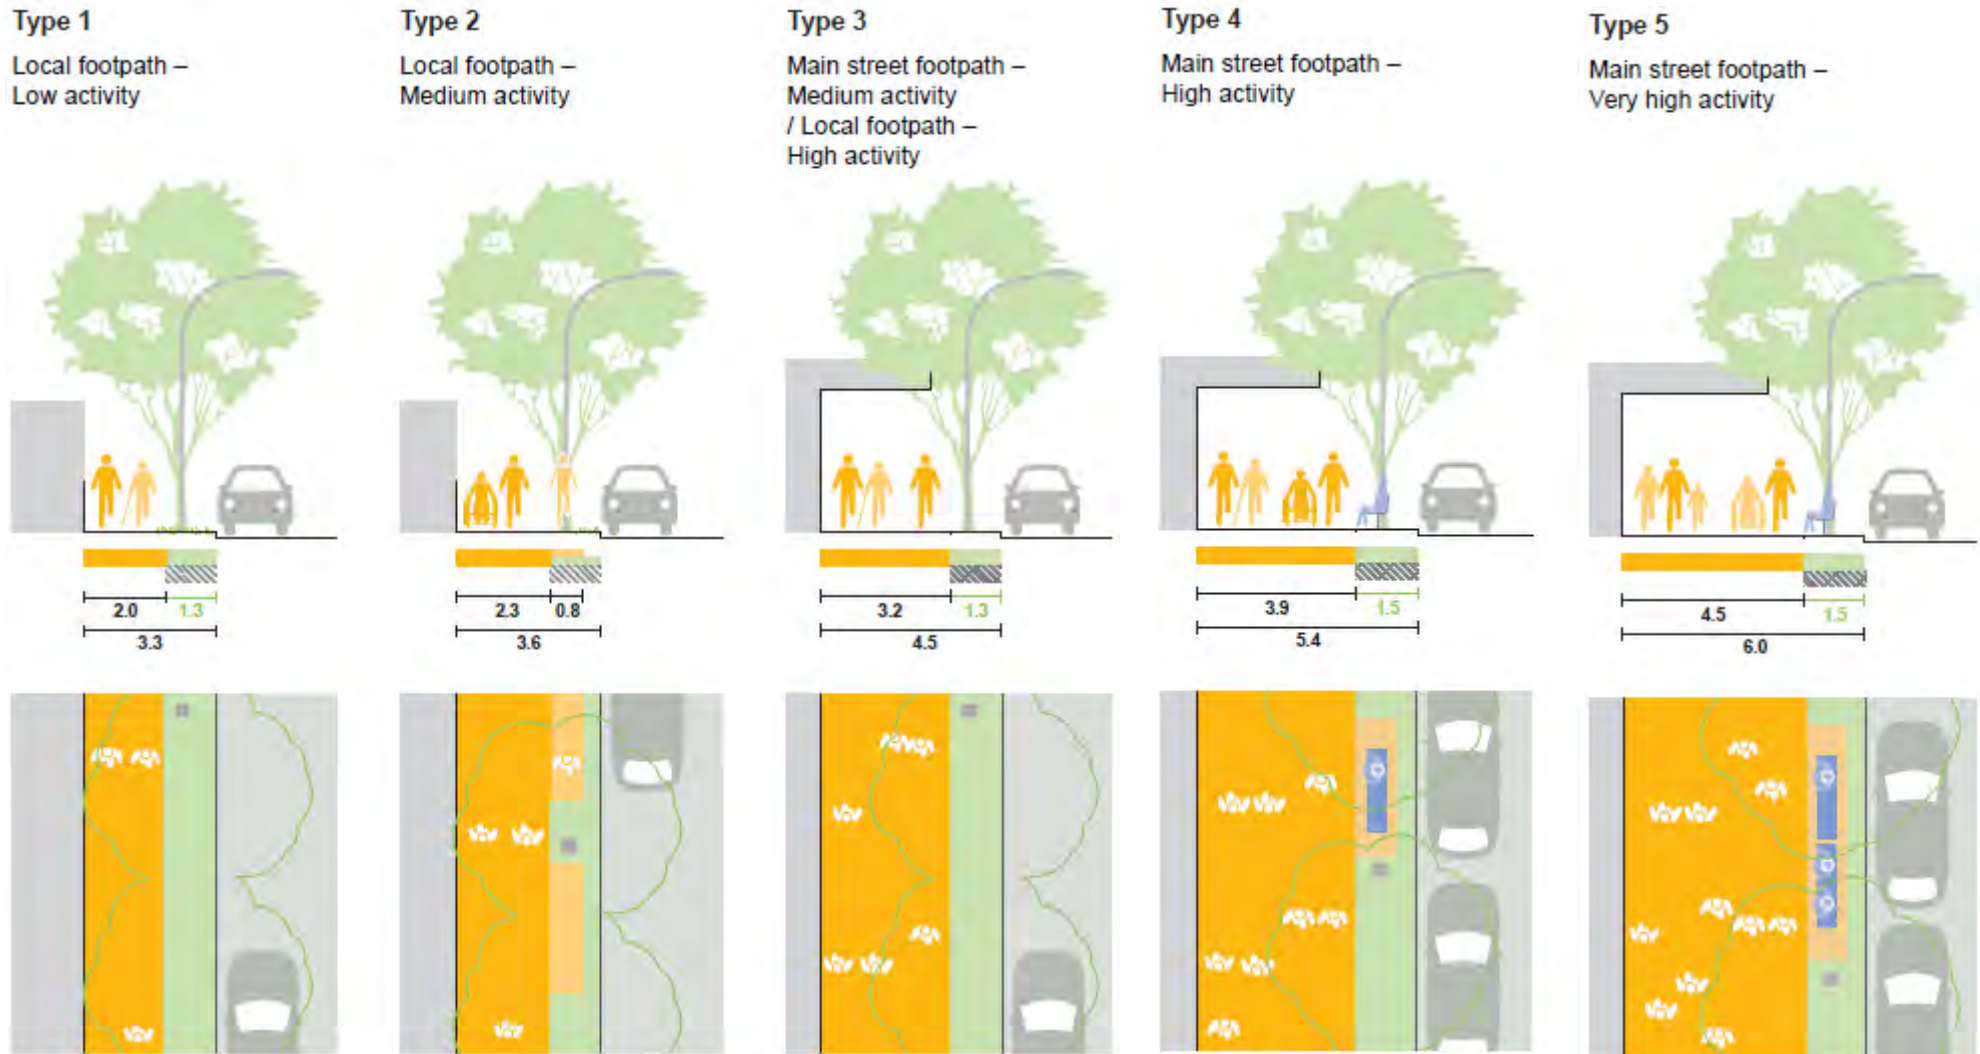 Type 1
Local footpath –
Low activity
Type 2
Local footpath –
Medium activity
Type 3
Main street footpath –
Medium activity
/ Local footpath –
High activity
Type 4
Main street footpath –
High activity
Type 5
Main street footpath –
Very high activity
2.0 1.3
3.3
2.3 0.8
3.6
3.2 1.3
4.5
3.9 1.5
5.4
4.5 1.5
6.0